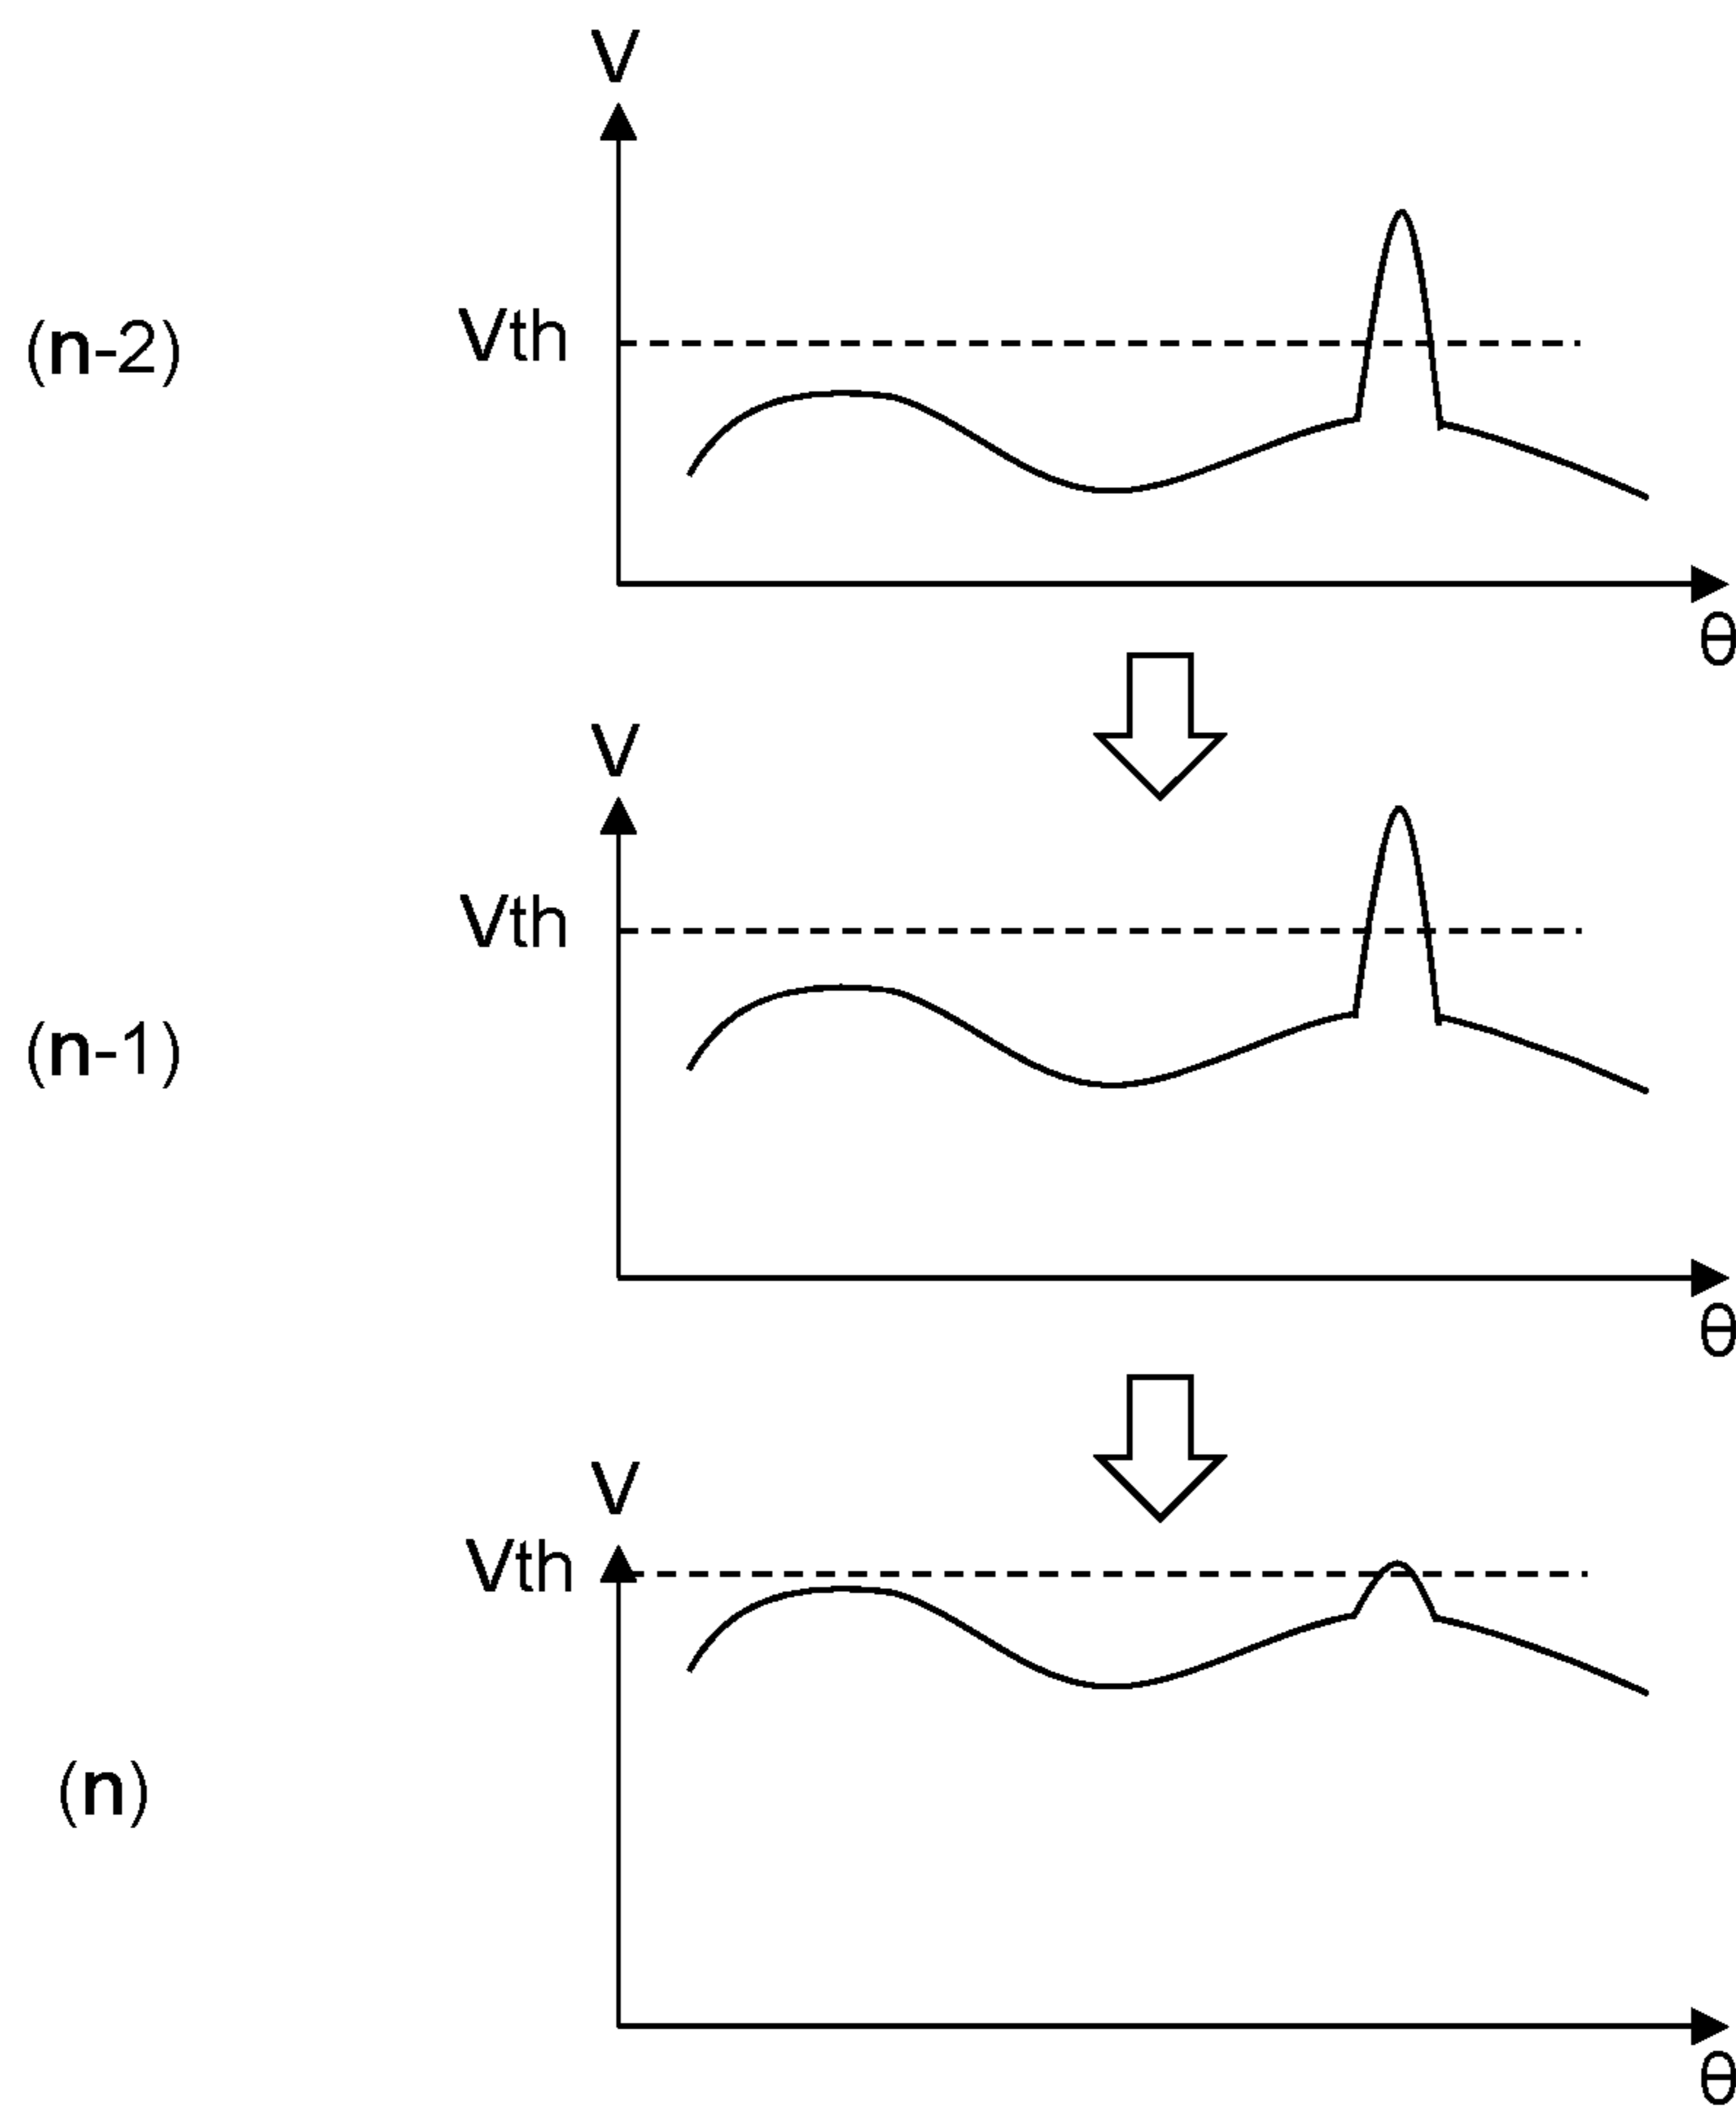 V
Vth
(n-2)
θ
V
Vth
(n-1)
θ
V
Vth
(n)
θ